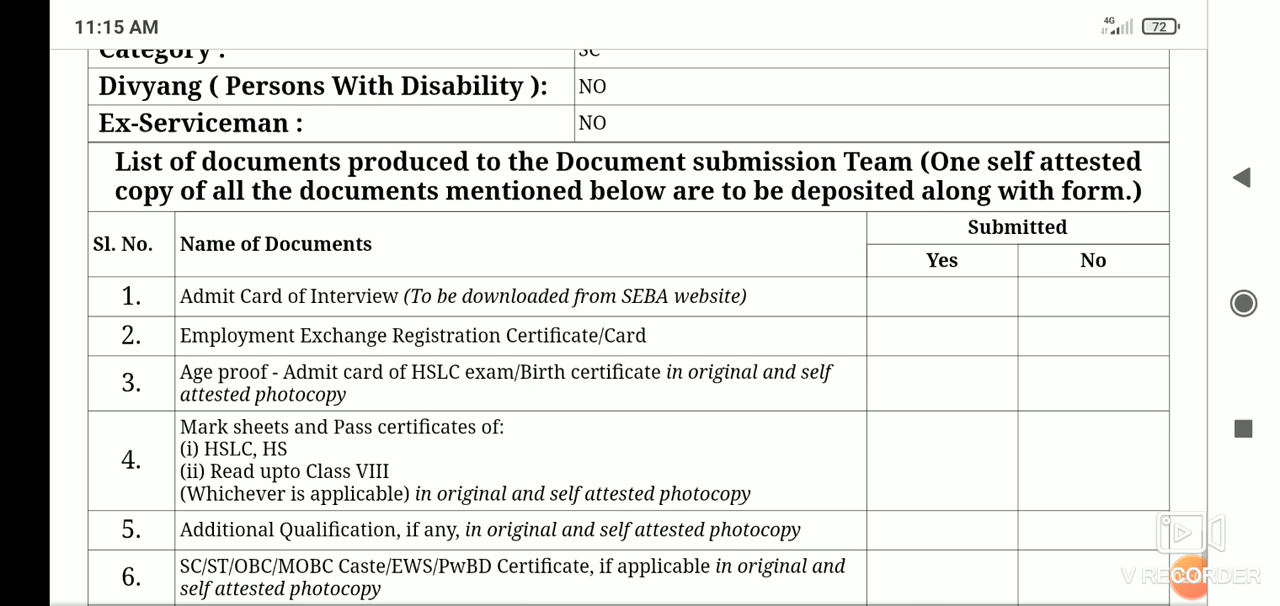 11:15 AM
4G
72
Category :
SC
Divyang ( Persons With Disability ):
NO
Ex-Serviceman :
NO
List of documents produced to the Document submission Team (One self attested
copy of all the documents mentioned below are to be deposited along with form.)
Sl. No.
Name of Documents
Submitted
Yes
No
1.
Admit Card of Interview (To be downloaded from SEBA website)
2.
Employment Exchange Registration Certificate/Card
3.
Age proof - Admit card of HSLC exam/Birth certificate in original and self
attested photocopy
4.
Mark sheets and Pass certificates of:
(i) HSLC, HS
(ii) Read upto Class VIII
(Whichever is applicable) in original and self attested photocopy
5.
Additional Qualification, if any, in original and self attested photocopy
6.
SC/ST/OBC/MOBC Caste/EWS/PwBD Certificate, if applicable in original and
self attested photocopy
V RECORDER